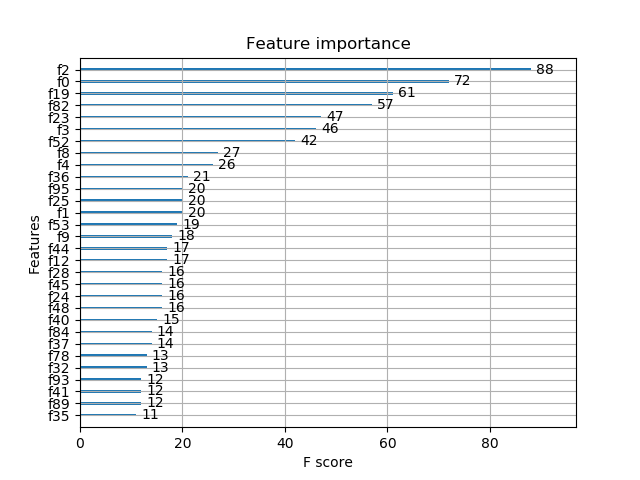 Feature importance
Features
f2 88
f0 72
f19 61
f82 57
f23 47
f3 46
f52 42
f8 27
f4 26
f36 21
f95 20
f25 20
f1 20
f53 19
f9 18
f44 17
f12 17
f28 16
f45 16
f24 16
f48 16
f40 15
f84 14
f37 14
f78 13
f32 13
f93 12
f41 12
f89 12
f35 11
0 20 40 60 80
F score